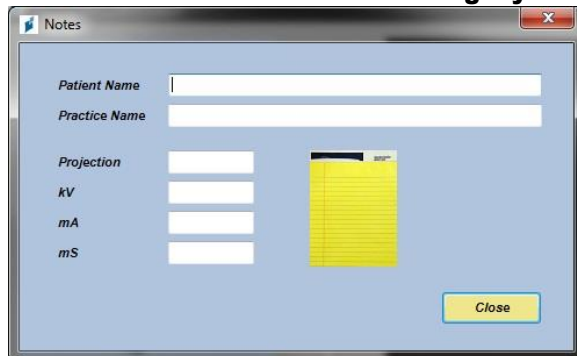 Notes
Patient Name
Practice Name
Projection
kV
mA
mS
Close